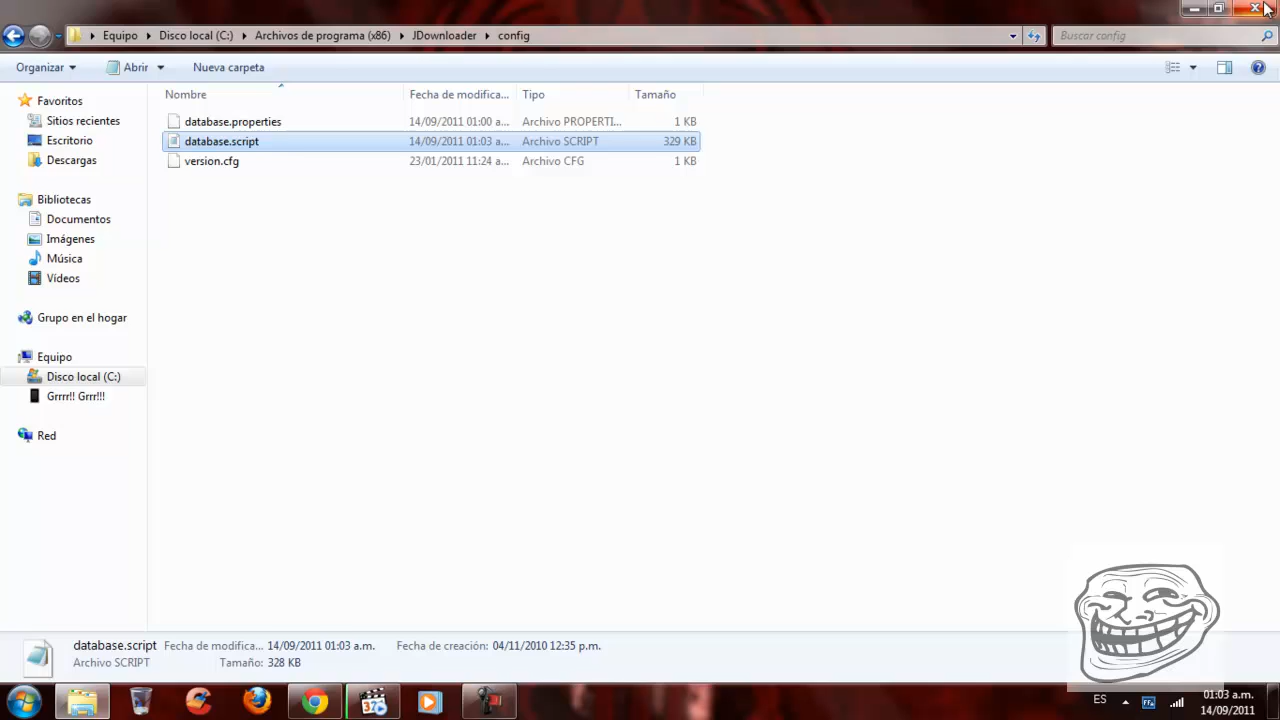 Equipo Disco local (C:) Archivos de programa (x86) JDownloader config
Buscar config
Organizar Abrir Nueva carpeta
Nombre Fecha de modifica... Tipo Tamaño
database.properties 14/09/2011 01:00 a... Archivo PROPERTI... 1 KB
database.script 14/09/2011 01:03 a... Archivo SCRIPT 329 KB
version.cfg 23/01/2011 11:24 a... Archivo CFG 1 KB
Favoritos
Sitios recientes
Escritorio
Descargas
Bibliotecas
Documentos
Imágenes
Música
Vídeos
Grupo en el hogar
Equipo
Disco local (C:)
Grrrr!! Grrr!!!
Red
database.script Fecha de modifica... 14/09/2011 01:03 a.m. Fecha de creación: 04/11/2010 12:35 p.m.
Archivo SCRIPT Tamaño: 328 KB
ES
01:03 a.m.
14/09/2011